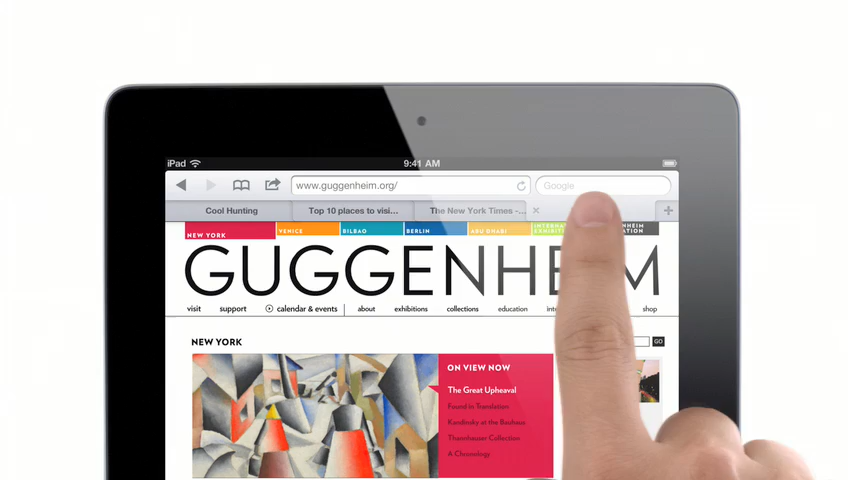 iPad 9:41 AM
www.guggenheim.org/ Google
Cool Hunting Top 10 places to visi... The New York Times -...
NEW YORK VENICE BILBAO BERLIN ABU DHABI
GUGGENHEIM
visit support calendar & events about exhibitions collections education shop
NEW YORK GO
ON VIEW NOW
The Great Upheaval
Found in Translation
Kandinsky at the Bauhaus
Thannhauser Collection
A Chronology